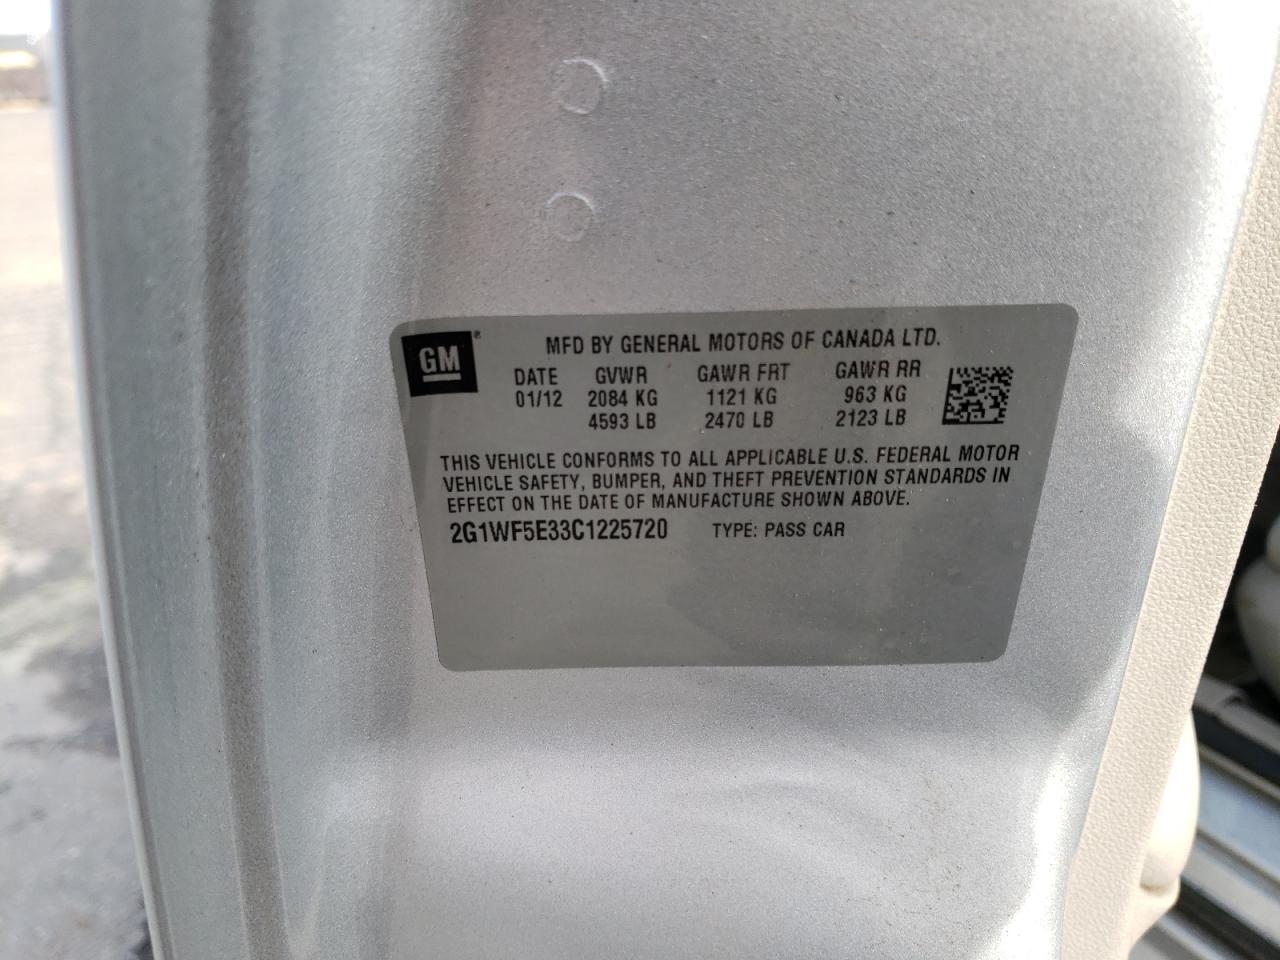 GM ®
MFD BY GENERAL MOTORS OF CANADA LTD.
DATE GVWR GAWR FRT GAWR RR
01/12 2084 KG 1121 KG 963 KG
4593 LB 2470 LB 2123 LB
THIS VEHICLE CONFORMS TO ALL APPLICABLE U.S. FEDERAL MOTOR
VEHICLE SAFETY, BUMPER, AND THEFT PREVENTION STANDARDS IN
EFFECT ON THE DATE OF MANUFACTURE SHOWN ABOVE.
2G1WF5E33C1225720 TYPE: PASS CAR